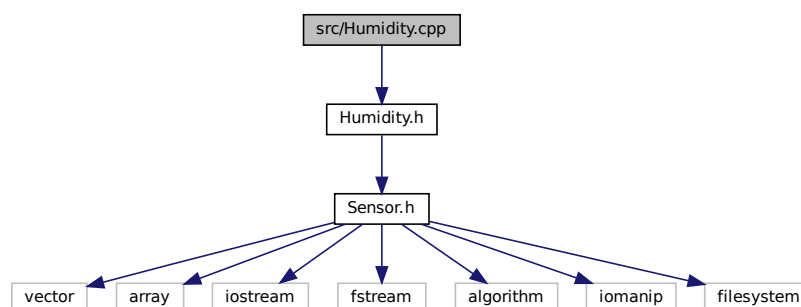 src/Humidity.cpp
Humidity.h
Sensor.h
vector
array
iostream
fstream
algorithm
iomanip
filesystem